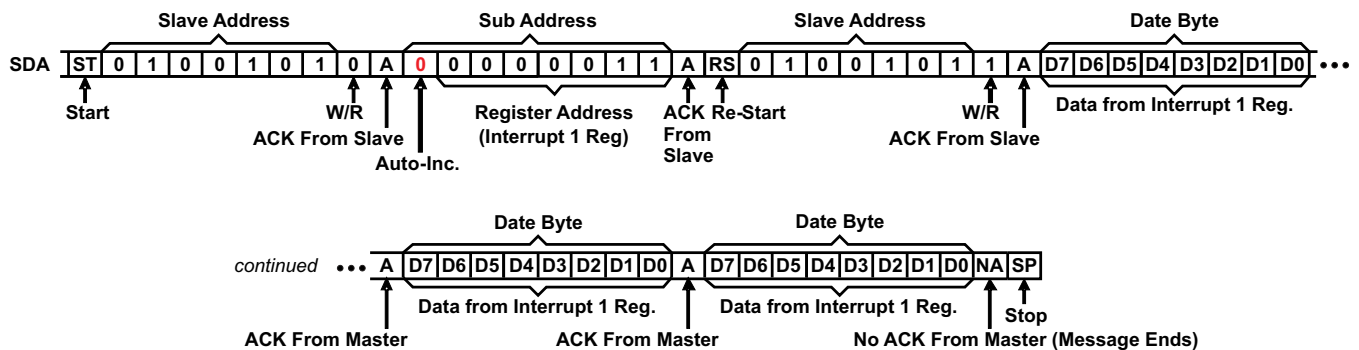 Slave Address Sub Address Slave Address Date Byte
SDA ST 0 1 0 0 1 0 1 0 A 0 0 0 0 0 0 1 1 A RS 0 1 0 0 1 0 1 1 A D7 D6 D5 D4 D3 D2 D1 D0 •••
Start W/R Register Address ACK Re-Start W/R Data from Interrupt 1 Reg.
ACK From Slave (Interrupt 1 Reg) From ACK From Slave
Auto-Inc. Slave
Date Byte Date Byte
continued ••• A D7 D6 D5 D4 D3 D2 D1 D0 A D7 D6 D5 D4 D3 D2 D1 D0 NA SP
Data from Interrupt 1 Reg. Data from Interrupt 1 Reg. Stop
ACK From Master ACK From Master No ACK From Master (Message Ends)